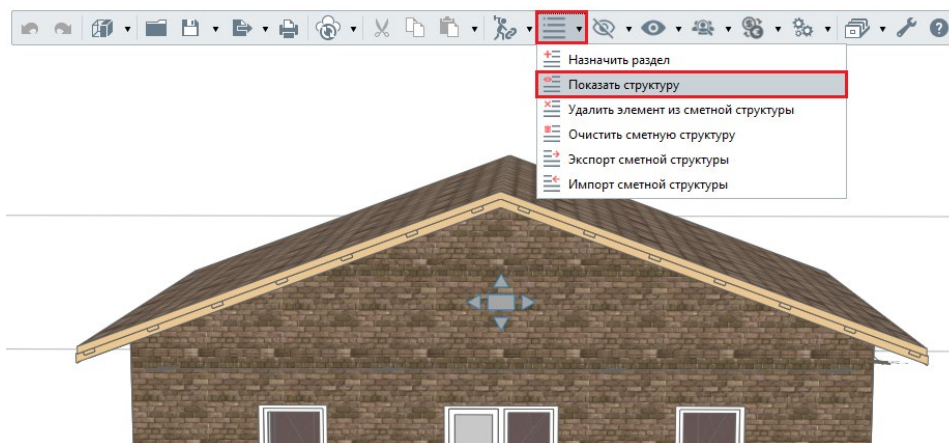 Назначить раздел
Показать структуру
Удалить элемент из сметной структуры
Очистить сметную структуру
Экспорт сметной структуры
Импорт сметной структуры